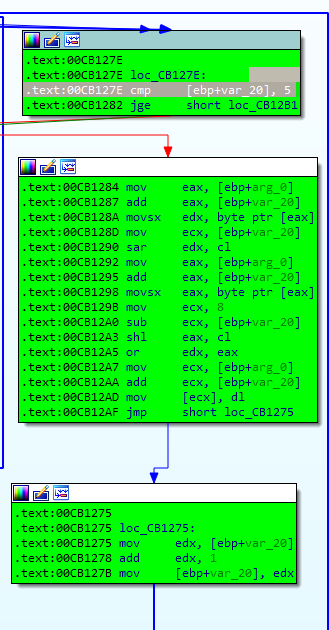 .text:00CB127E
.text:00CB127E loc_CB127E:
.text:00CB127E cmp [ebp+var_20], 5
.text:00CB1282 jge short loc_CB12B1
.text:00CB1284 mov eax, [ebp+arg_0]
.text:00CB1287 add eax, [ebp+var_20]
.text:00CB128A movsx edx, byte ptr [eax]
.text:00CB128D mov ecx, [ebp+var_20]
.text:00CB1290 sar edx, cl
.text:00CB1292 mov eax, [ebp+arg_0]
.text:00CB1295 add eax, [ebp+var_20]
.text:00CB1298 movsx eax, byte ptr [eax]
.text:00CB129B mov ecx, 8
.text:00CB12A0 sub ecx, [ebp+var_20]
.text:00CB12A3 shl eax, cl
.text:00CB12A5 or edx, eax
.text:00CB12A7 mov ecx, [ebp+arg_0]
.text:00CB12AA add ecx, [ebp+var_20]
.text:00CB12AD mov [ecx], dl
.text:00CB12AF jmp short loc_CB1275
.text:00CB1275
.text:00CB1275 loc_CB1275:
.text:00CB1275 mov edx, [ebp+var_20]
.text:00CB1278 add edx, 1
.text:00CB127B mov [ebp+var_20], edx